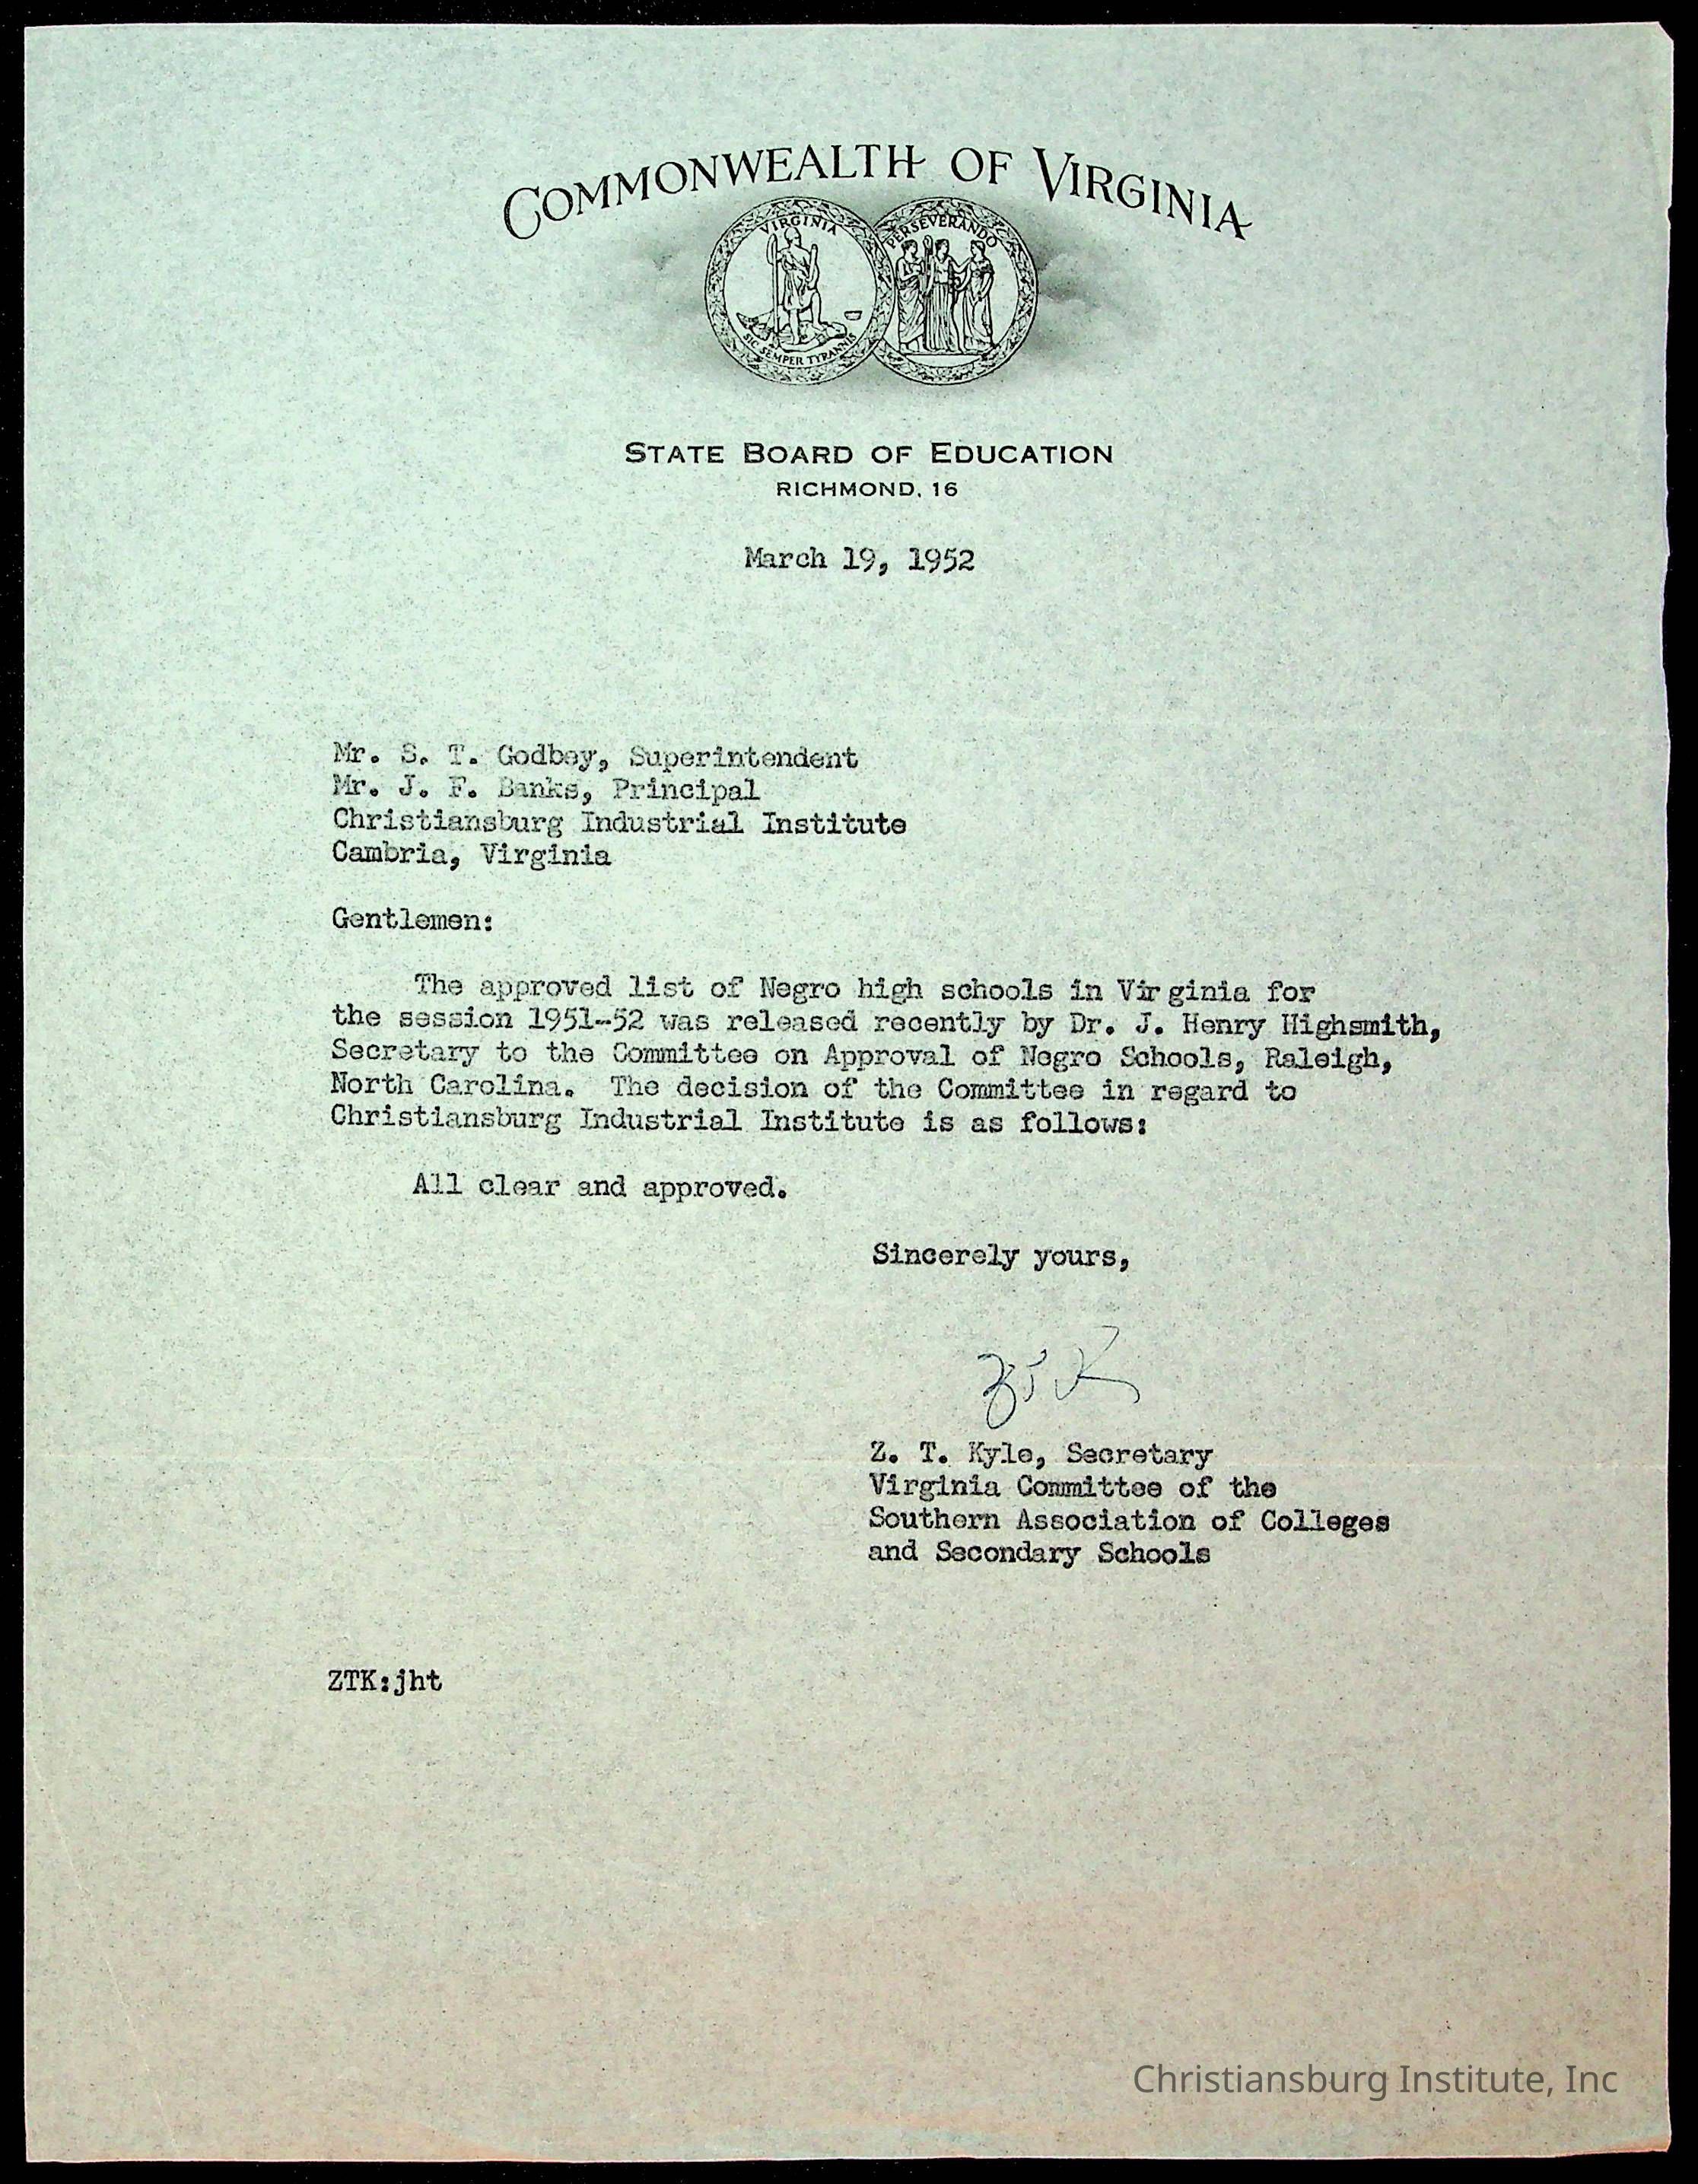 COMMONWEALTH OF VIRGINIA
VIRGINIA
PERSEVERANDO
SIC SEMPER TYRANNIS
STATE BOARD OF EDUCATION
RICHMOND, 16
March 19, 1952
Mr. S. T. Godbey, Superintendent
Mr. J. F. Banks, Principal
Christiansburg Industrial Institute
Cambria, Virginia
Gentlemen:
The approved list of Negro high schools in Virginia for
the session 1951-52 was released recently by Dr. J. Henry Highsmith,
Secretary to the Committee on Approval of Negro Schools, Raleigh,
North Carolina. The decision of the Committee in regard to
Christiansburg Industrial Institute is as follows:
All clear and approved.
Sincerely yours,
ZTK
Z. T. Kyle, Secretary
Virginia Committee of the
Southern Association of Colleges
and Secondary Schools
ZTK:jht
Christiansburg Institute, Inc